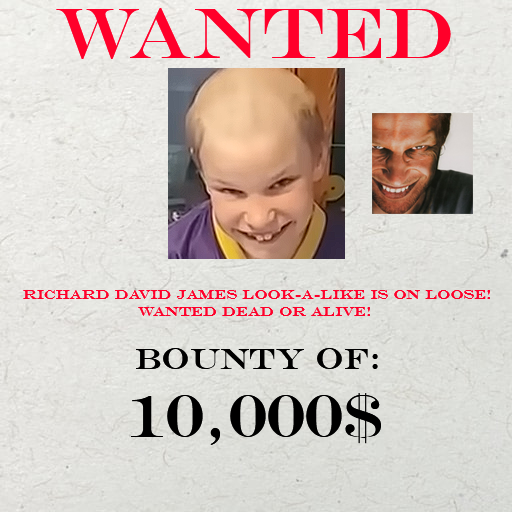 WANTED
RICHARD DAVID JAMES LOOK-A-LIKE IS ON LOOSE!
WANTED DEAD OR ALIVE!
BOUNTY OF:
10,000$